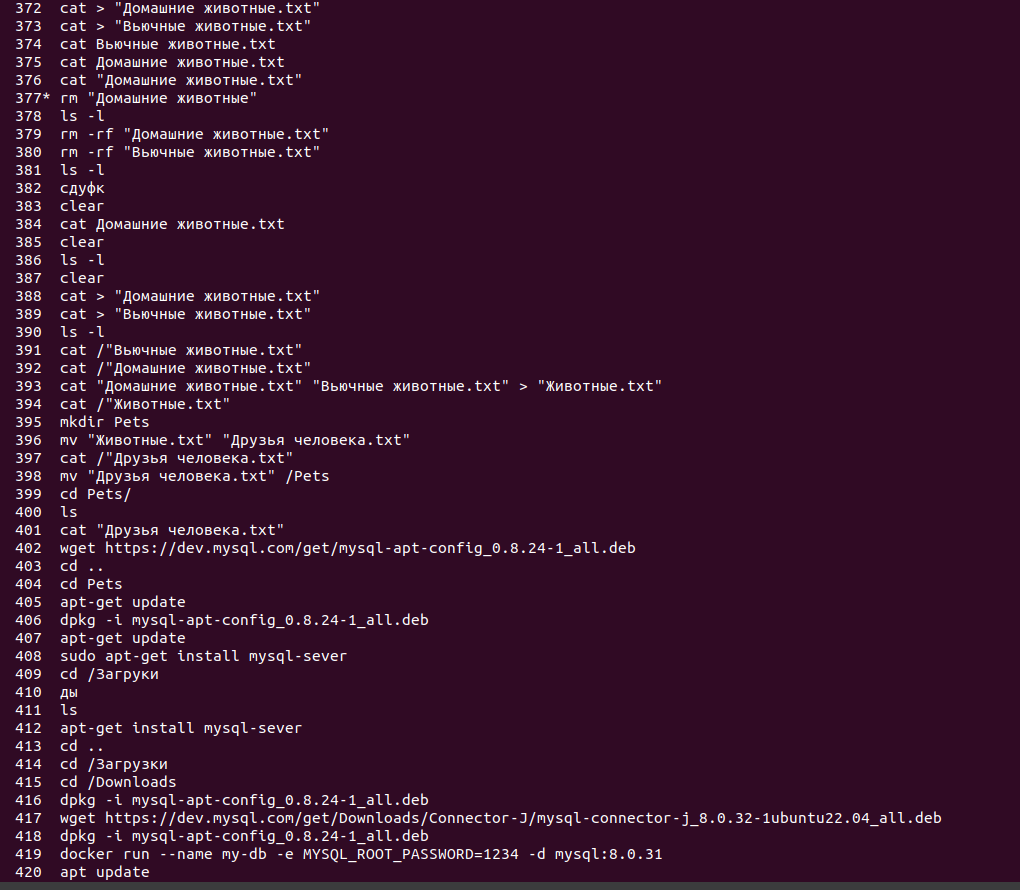 372 cat > "Домашние животные.txt"
373 cat > "Вьючные животные.txt"
374 cat Вьючные животные.txt
375 cat Домашние животные.txt
376 cat "Домашние животные.txt"
377* rm "Домашние животные"
378 ls -l
379 rm -rf "Домашние животные.txt"
380 rm -rf "Вьючные животные.txt"
381 ls -l
382 сдуфк
383 clear
384 cat Домашние животные.txt
385 clear
386 ls -l
387 clear
388 cat > "Домашние животные.txt"
389 cat > "Вьючные животные.txt"
390 ls -l
391 cat /"Вьючные животные.txt"
392 cat /"Домашние животные.txt"
393 cat "Домашние животные.txt" "Вьючные животные.txt" > "Животные.txt"
394 cat /"Животные.txt"
395 mkdir Pets
396 mv "Животные.txt" "Друзья человека.txt"
397 cat /"Друзья человека.txt"
398 mv "Друзья человека.txt" /Pets
399 cd Pets/
400 ls
401 cat "Друзья человека.txt"
402 wget https://dev.mysql.com/get/mysql-apt-config_0.8.24-1_all.deb
403 cd ..
404 cd Pets
405 apt-get update
406 dpkg -i mysql-apt-config_0.8.24-1_all.deb
407 apt-get update
408 sudo apt-get install mysql-sever
409 cd /Загруки
410 ды
411 ls
412 apt-get install mysql-sever
413 cd ..
414 cd /Загрузки
415 cd /Downloads
416 dpkg -i mysql-apt-config_0.8.24-1_all.deb
417 wget https://dev.mysql.com/get/Downloads/Connector-J/mysql-connector-j_8.0.32-1ubuntu22.04_all.deb
418 dpkg -i mysql-apt-config_0.8.24-1_all.deb
419 docker run --name my-db -e MYSQL_ROOT_PASSWORD=1234 -d mysql:8.0.31
420 apt update